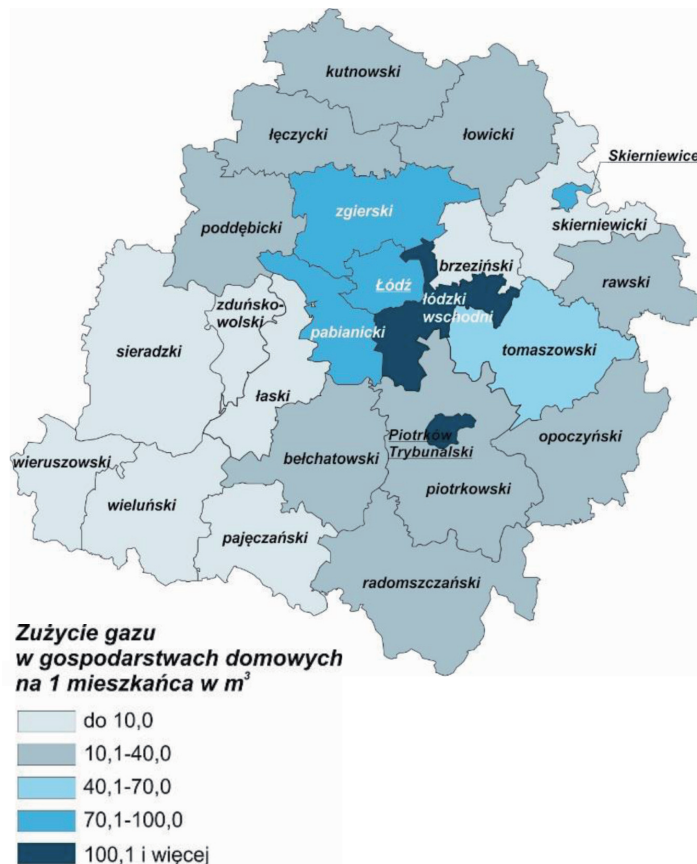 kutnowski
łęczycki
łowicki
Skierniewice
zgierski
skierniewicki
poddębicki
brzeziński
rawski
Łódź
zduńsko-
wolski
łódzki
wschodni
pabianicki
sieradzki
tomaszowski
łaski
Piotrków
Trybunalski
opoczyński
bełchatowski
wieruszowski
piotrkowski
wieluński
pajęczański
radomszczański
Zużycie gazu
w gospodarstwach domowych
na 1 mieszkańca w m³
do 10,0
10,1-40,0
40,1-70,0
70,1-100,0
100,1 i więcej